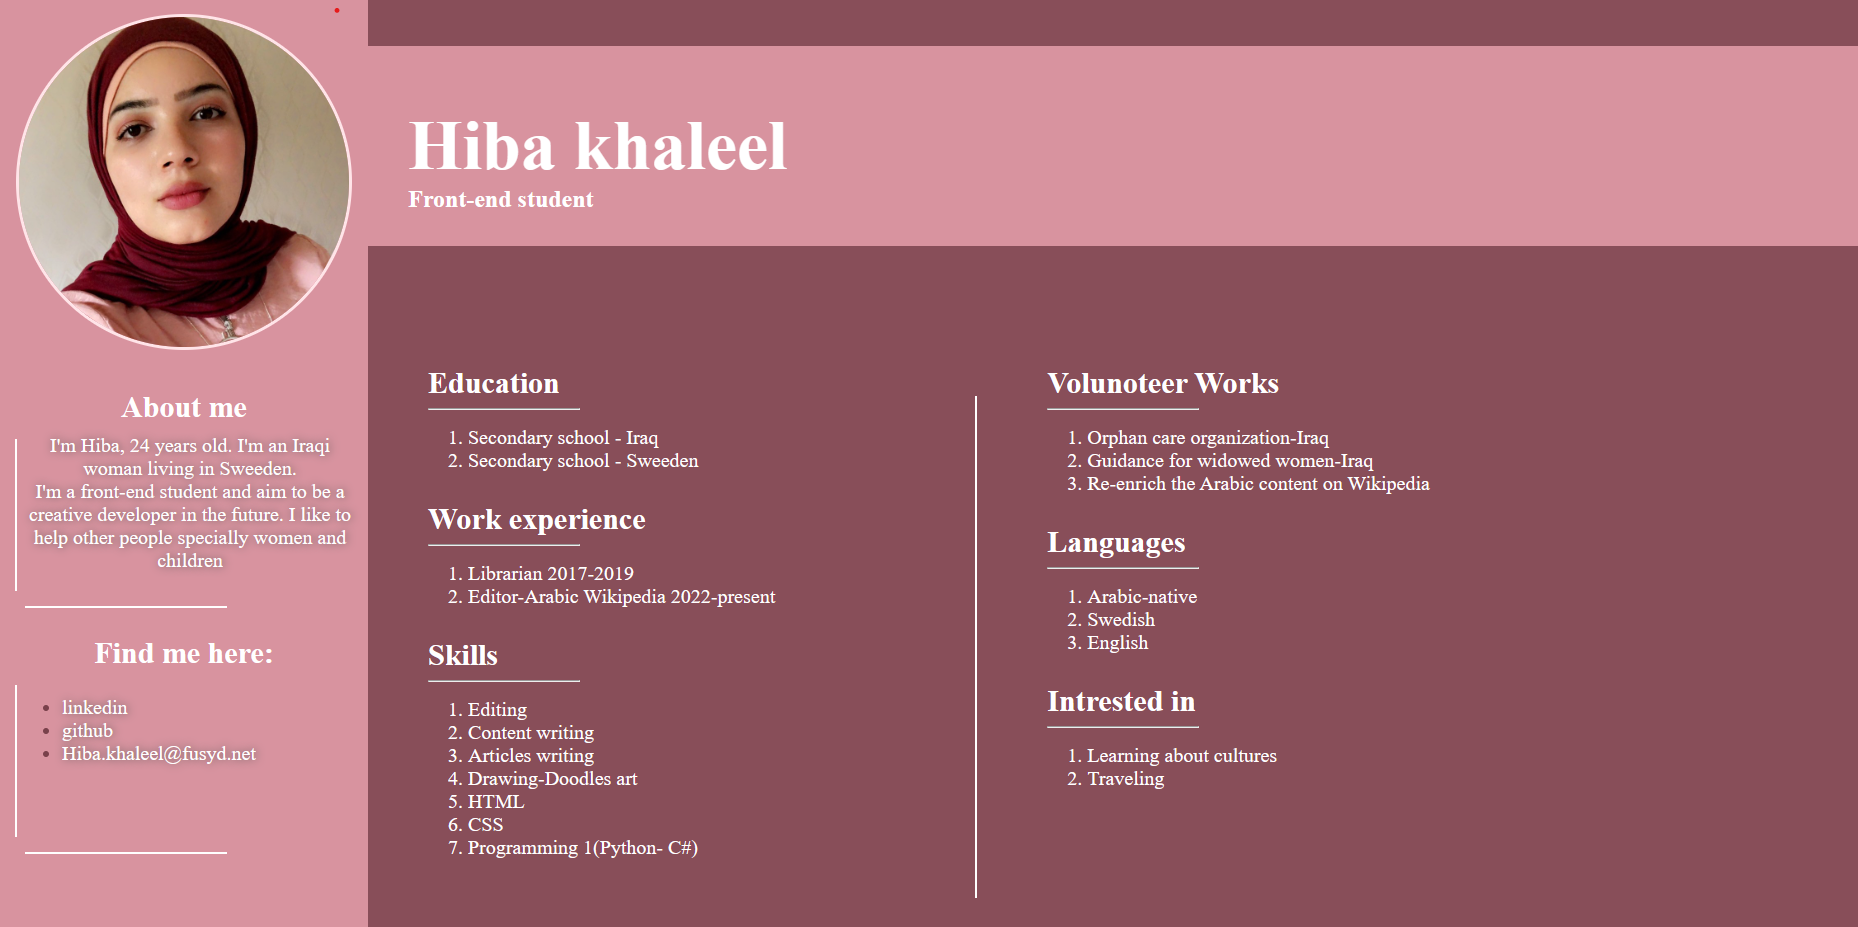 Hiba khaleel
Front-end student
About me
I'm Hiba, 24 years old. I'm an Iraqi
woman living in Sweeden.
I'm a front-end student and aim to be a
creative developer in the future. I like to
help other people specially women and
children
Find me here:
• linkedin
• github
• Hiba.khaleel@fusyd.net
Education
1. Secondary school - Iraq
2. Secondary school - Sweeden
Work experience
1. Librarian 2017-2019
2. Editor-Arabic Wikipedia 2022-present
Skills
1. Editing
2. Content writing
3. Articles writing
4. Drawing-Doodles art
5. HTML
6. CSS
7. Programming 1(Python- C#)
Volunoteer Works
1. Orphan care organization-Iraq
2. Guidance for widowed women-Iraq
3. Re-enrich the Arabic content on Wikipedia
Languages
1. Arabic-native
2. Swedish
3. English
Intrested in
1. Learning about cultures
2. Traveling